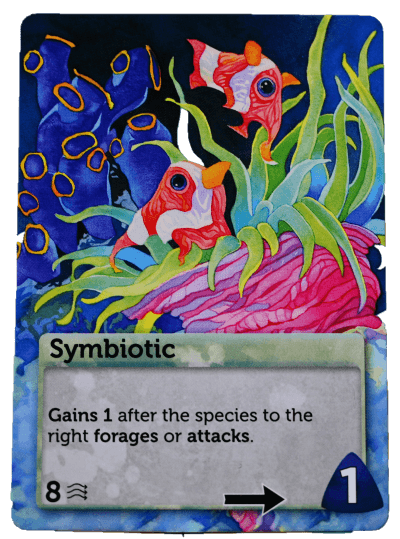 Symbiotic
Gains 1 after the species to the
right forages or attacks.
8
1